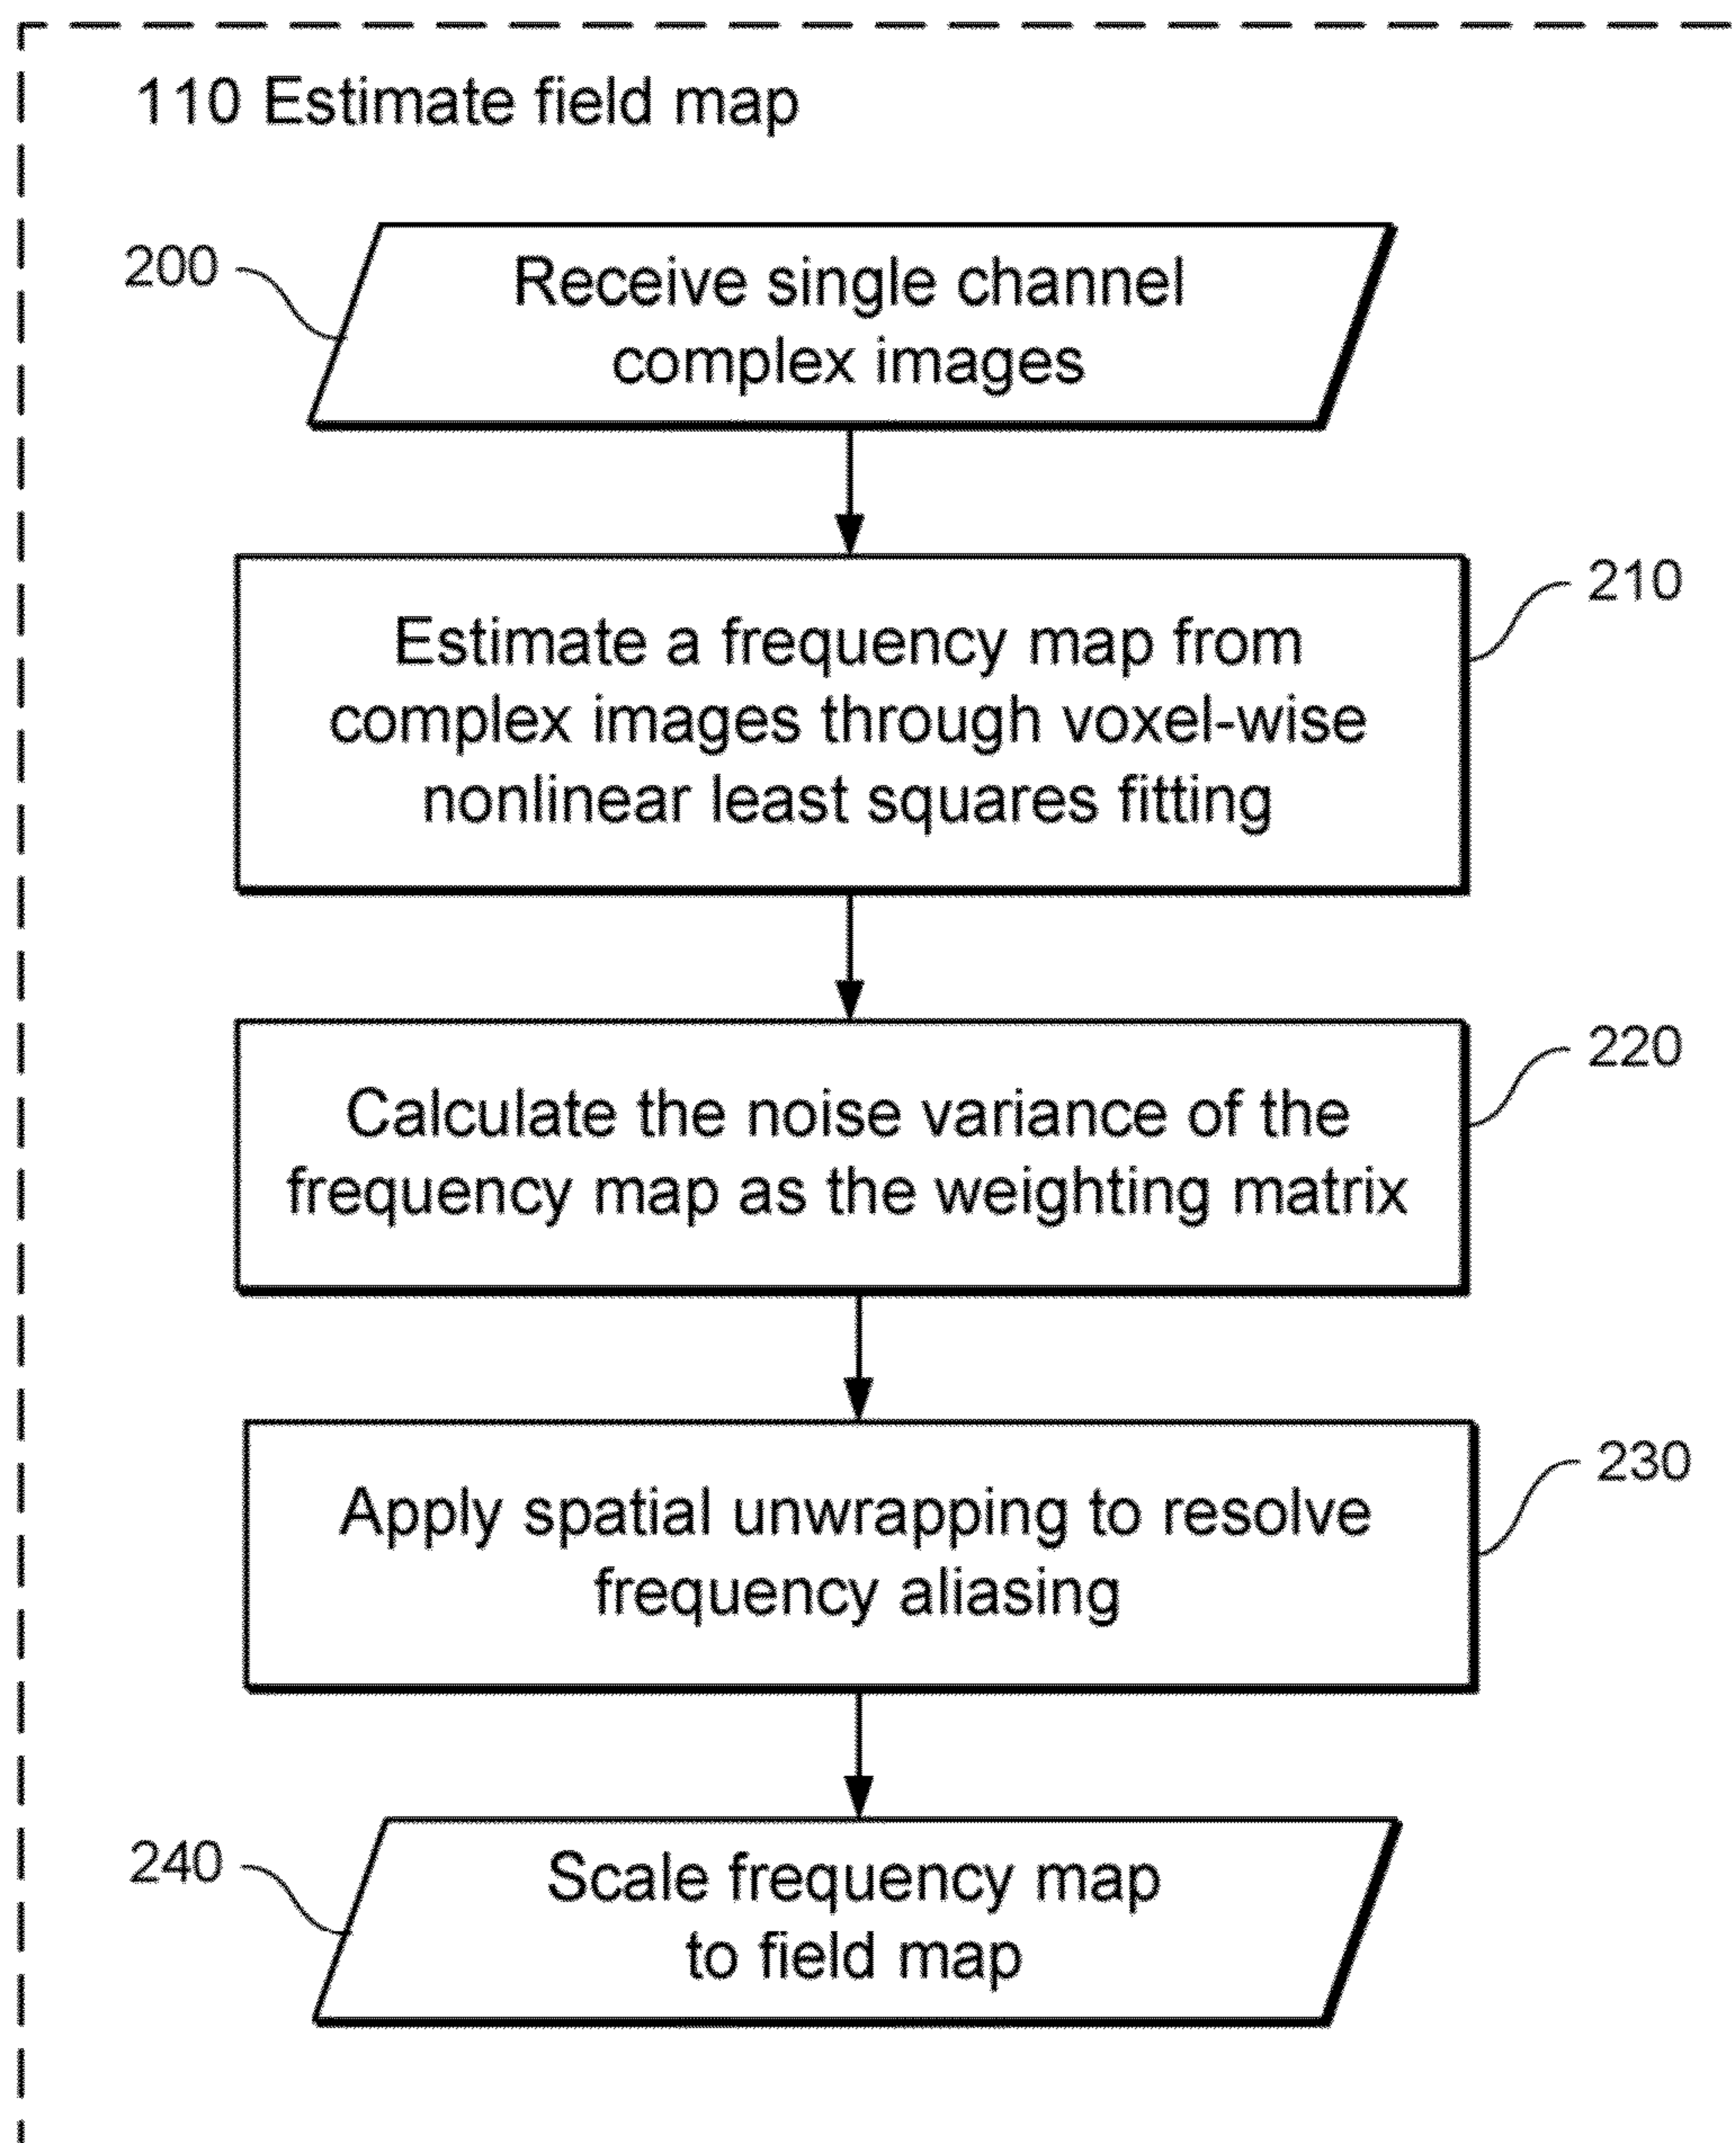 110 Estimate field map
200
Receive single channel
complex images
210
Estimate a frequency map from
complex images through voxel-wise
nonlinear least squares fitting
220
Calculate the noise variance of the
frequency map as the weighting matrix
230
Apply spatial unwrapping to resolve
frequency aliasing
240
Scale frequency map
to field map